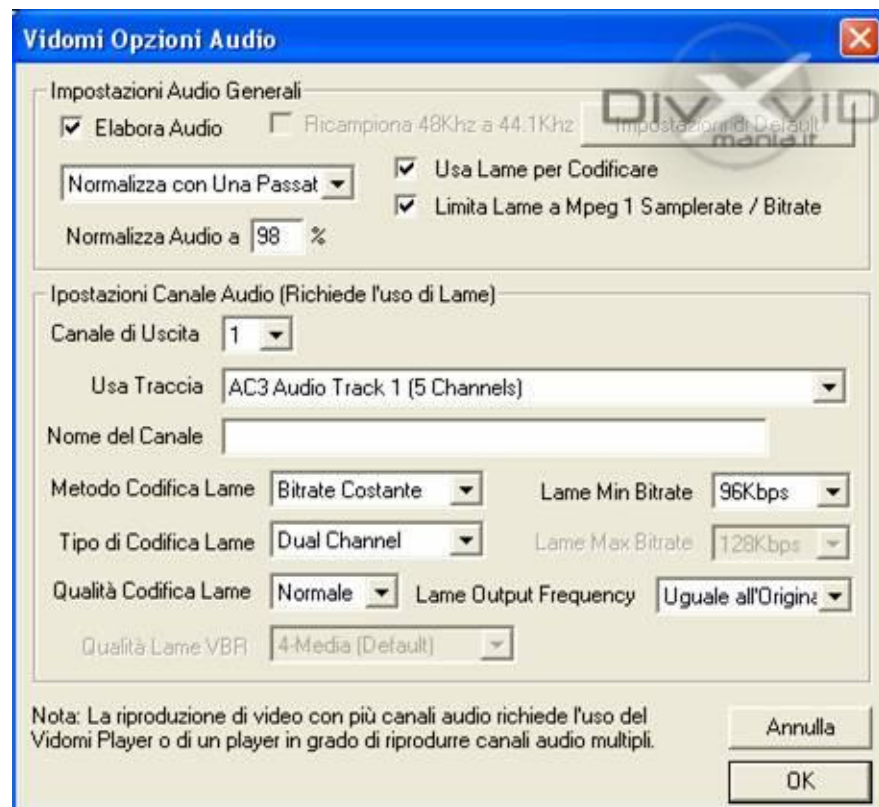 Vidomi Opzioni Audio
Impostazioni Audio Generali
Elabora Audio
Ricampiona 48Khz a 44.1Khz
Impostazioni di Default
DivXviD
mania.it
Normalizza con Una Passat
Usa Lame per Codificare
Limita Lame a Mpeg 1 Samplerate / Bitrate
Normalizza Audio a 98 %
Ipostazioni Canale Audio (Richiede l'uso di Lame)
Canale di Uscita 1
Usa Traccia AC3 Audio Track 1 (5 Channels)
Nome del Canale
Metodo Codifica Lame Bitrate Costante Lame Min Bitrate 96Kbps
Tipo di Codifica Lame Dual Channel Lame Max Bitrate 128Kbps
Qualità Codifica Lame Normale Lame Output Frequency Uguale all'Origina
Qualità Lame VBR 4-Media (Default)
Nota: La riproduzione di video con più canali audio richiede l'uso del
Vidomi Player o di un player in grado di riprodurre canali audio multipli.
Annulla
OK